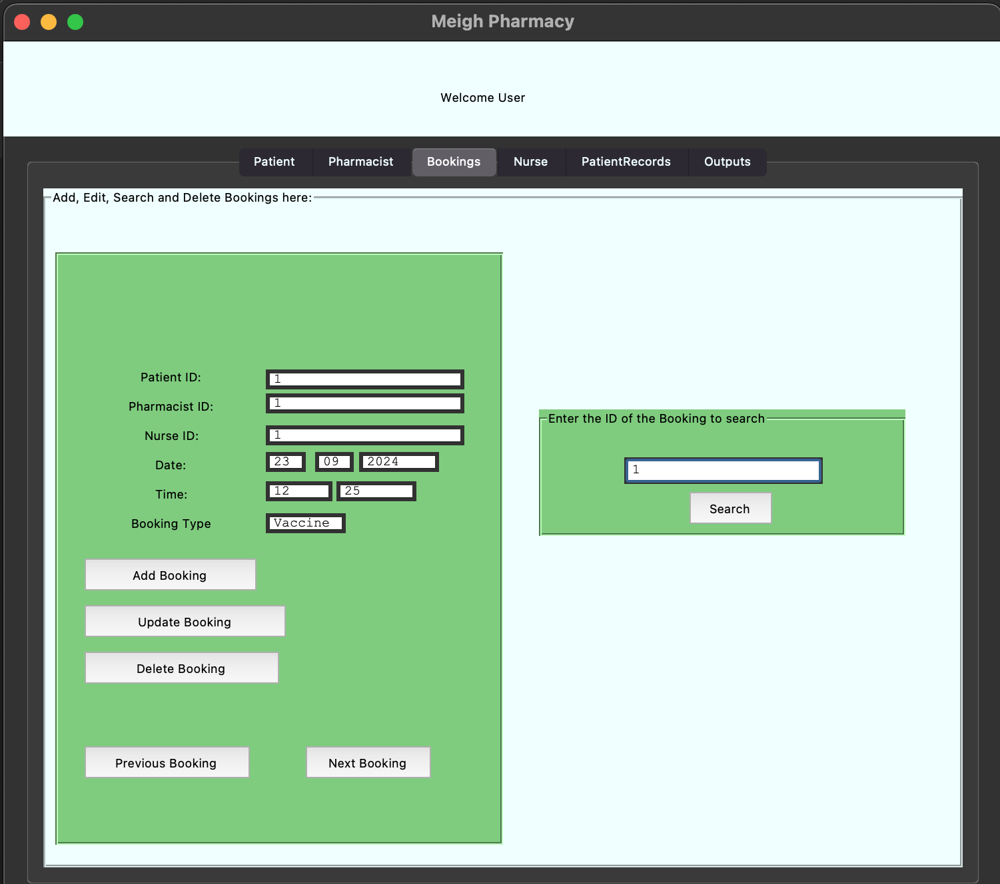 Meigh Pharmacy
Welcome User
Patient Pharmacist Bookings Nurse PatientRecords Outputs
Add, Edit, Search and Delete Bookings here:
Patient ID: 1
Pharmacist ID: 1
Nurse ID: 1
Date: 23 09 2024
Time: 12 25
Booking Type Vaccine
Add Booking
Update Booking
Delete Booking
Previous Booking Next Booking
Enter the ID of the Booking to search
1
Search